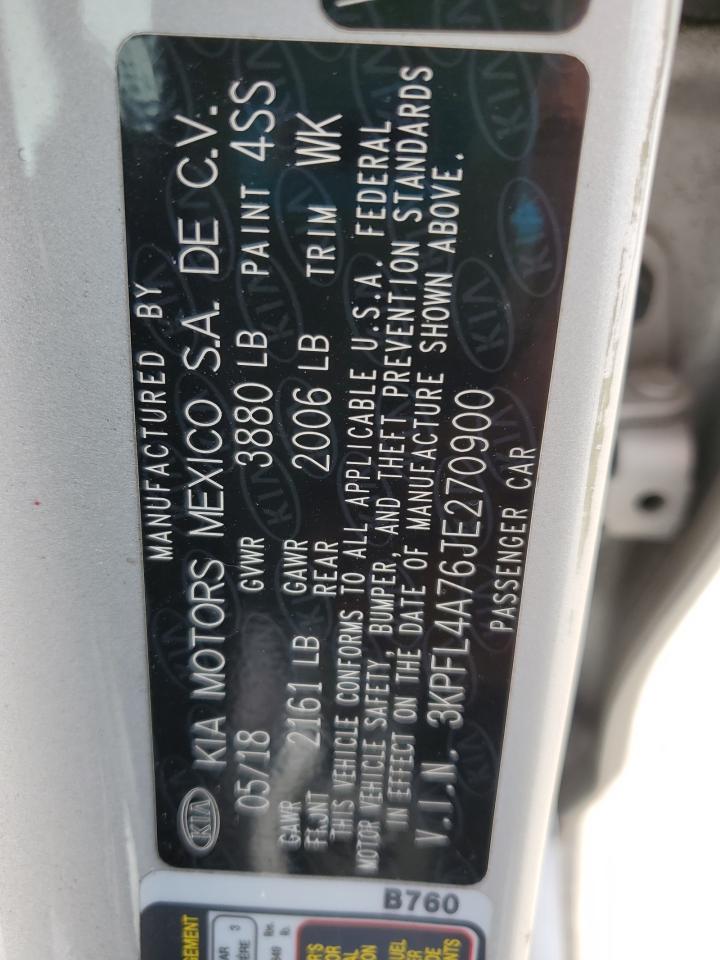 MANUFACTURED BY
KIA KIA MOTORS MEXICO S.A. DE C.V.
05/18 GVWR 3880 LB PAINT 4SS
GAWR FRONT 2161 LB GAWR REAR 2006 LB TRIM WK
THIS VEHICLE CONFORMS TO ALL APPLICABLE U.S.A. FEDERAL
MOTOR VEHICLE SAFETY, BUMPER, AND THEFT PREVENTION STANDARDS
IN EFFECT ON THE DATE OF MANUFACTURE SHOWN ABOVE.
V.I.N. 3KPFL4A76JE270900
PASSENGER CAR
B760